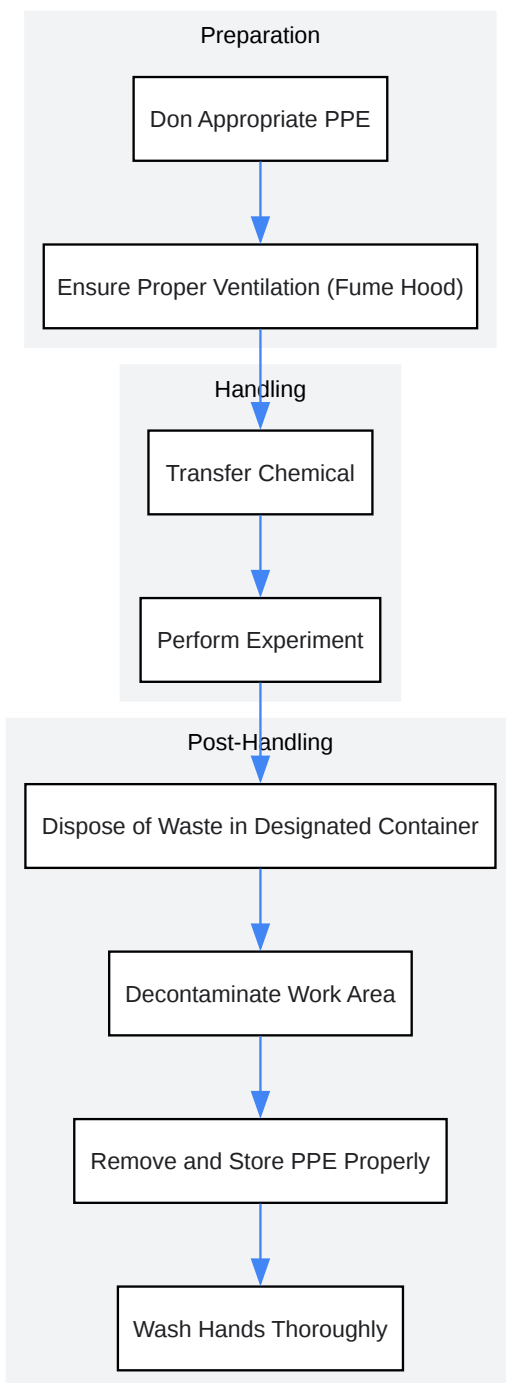 Preparation
Don Appropriate PPE
Ensure Proper Ventilation (Fume Hood)
Handling
Transfer Chemical
Perform Experiment
Post-Handling
Dispose of Waste in Designated Container
Decontaminate Work Area
Remove and Store PPE Properly
Wash Hands Thoroughly